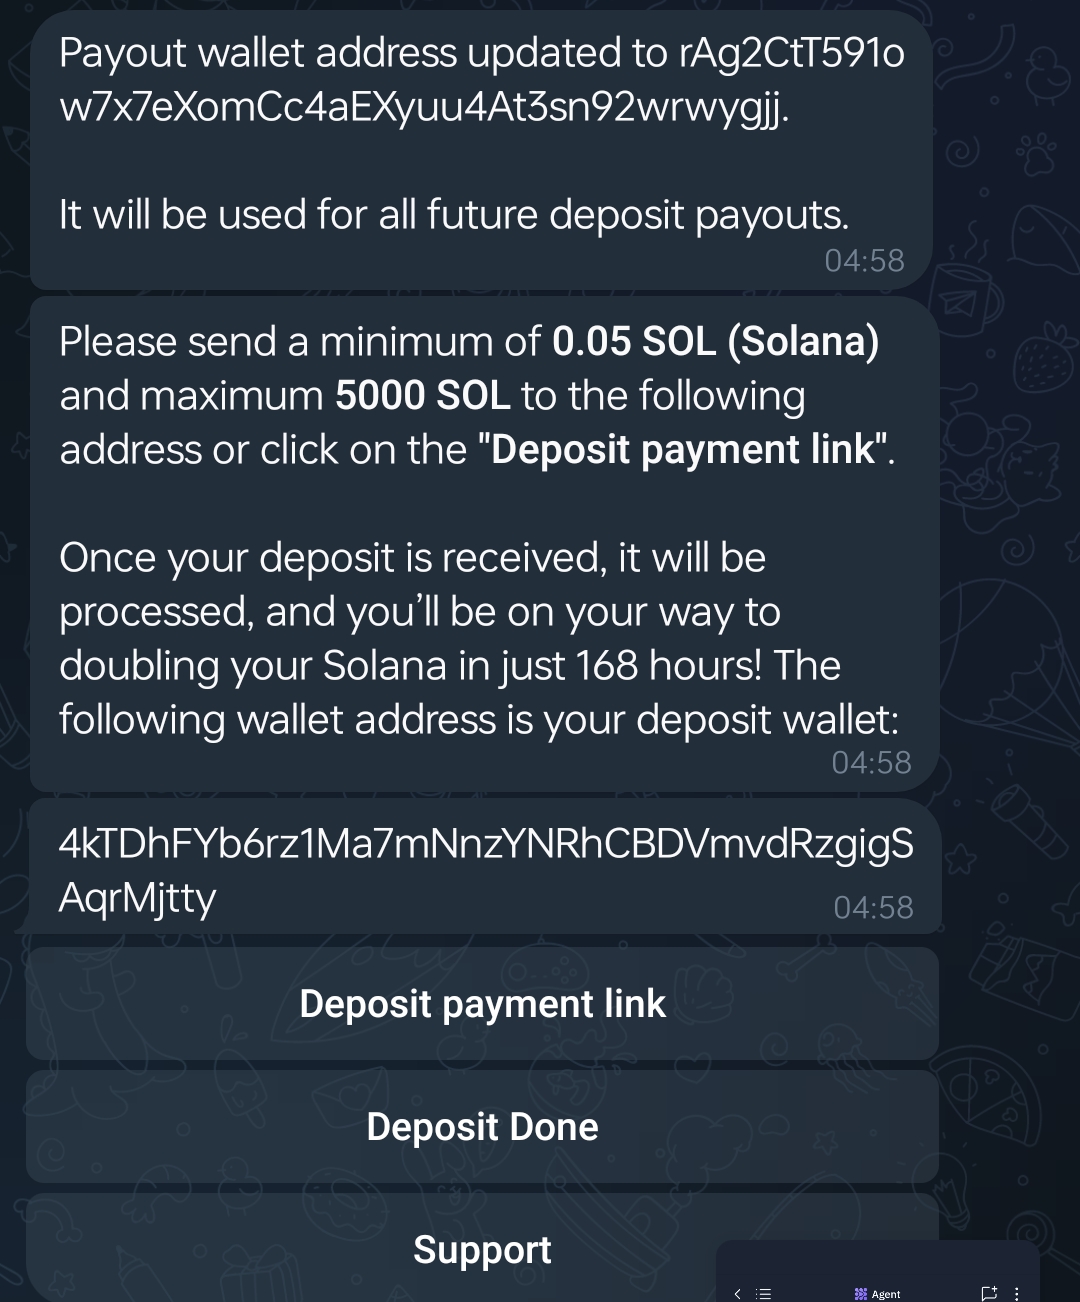 Payout wallet address updated to rAg2CtT591o
w7x7eXomCc4aEXyuu4At3sn92wrwygjj.
It will be used for all future deposit payouts.
04:58
Please send a minimum of 0.05 SOL (Solana)
and maximum 5000 SOL to the following
address or click on the "Deposit payment link".
Once your deposit is received, it will be
processed, and you’ll be on your way to
doubling your Solana in just 168 hours! The
following wallet address is your deposit wallet:
04:58
4kTDhFYb6rz1Ma7mNnzYNRhCBDVmvdRzgigS
AqrMjtty
04:58
Deposit payment link
Deposit Done
Support
Agent